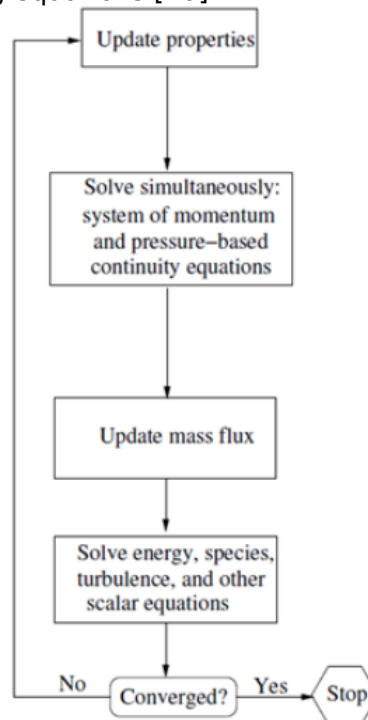 Update properties
Solve simultaneously:
system of momentum
and pressure–based
continuity equations
Update mass flux
Solve energy, species,
turbulence, and other
scalar equations
No
Converged?
Yes
Stop